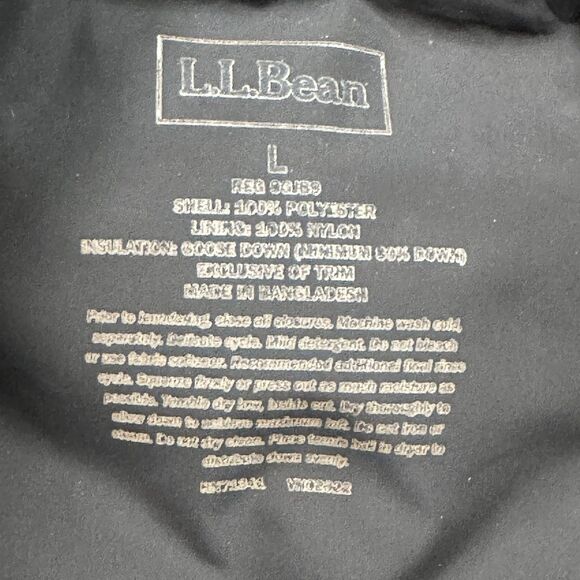 L.L.Bean
L
REG
SHELL: 100% POLYESTER
LINING: 100% NYLON
INSULATION: GOOSE DOWN (MINIMUM 80% DOWN)
EXCLUSIVE OF TRIM
MADE IN BANGLADESH
Prior to laundering, close all closures. Machine wash cold,
separately. Delicate cycle. Mild detergent. Do not bleach
or use fabric softener. Recommended additional final rinse
cycle. Squeeze firmly or press out as much moisture as
possible. Tumble dry low, inside out. Dry thoroughly to
allow down to achieve maximum loft. Do not iron or
steam. Do not dry clean. Place tennis ball in dryer to
distribute down evenly.